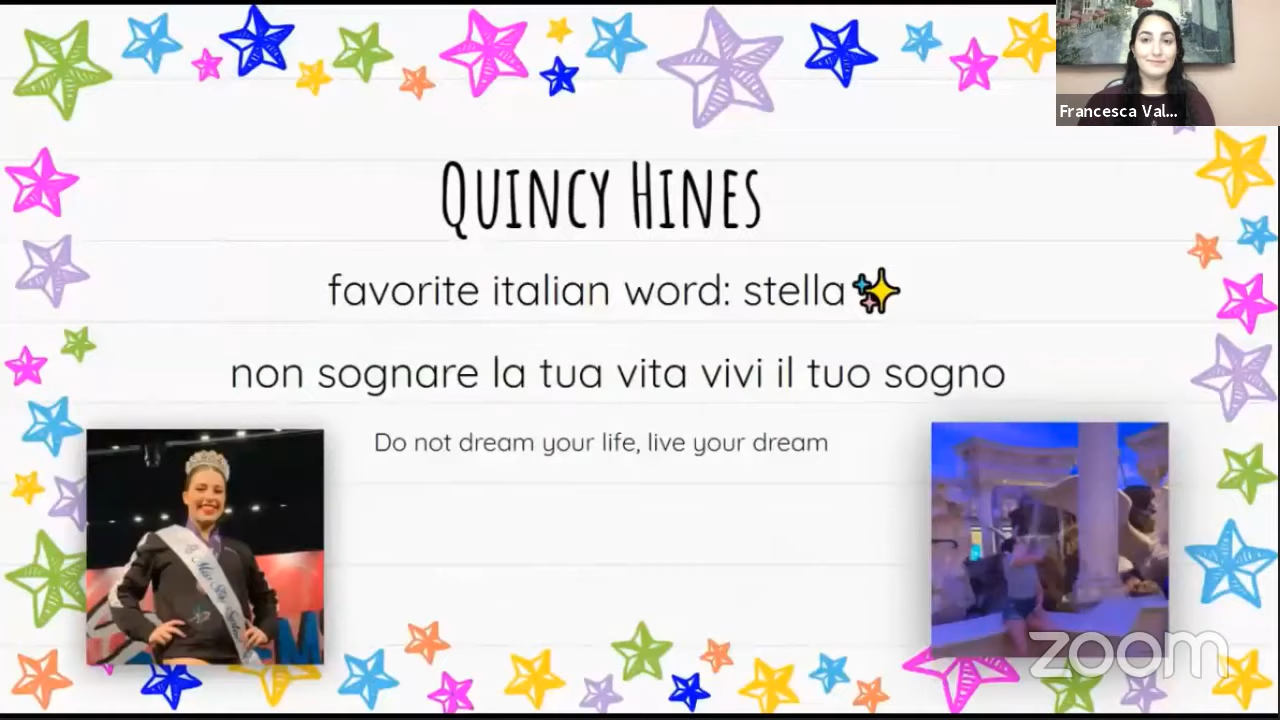 Francesca Val...
Quincy Hines
favorite italian word: stella
non sognare la tua vita vivi il tuo sogno
Do not dream your life, live your dream
zoom